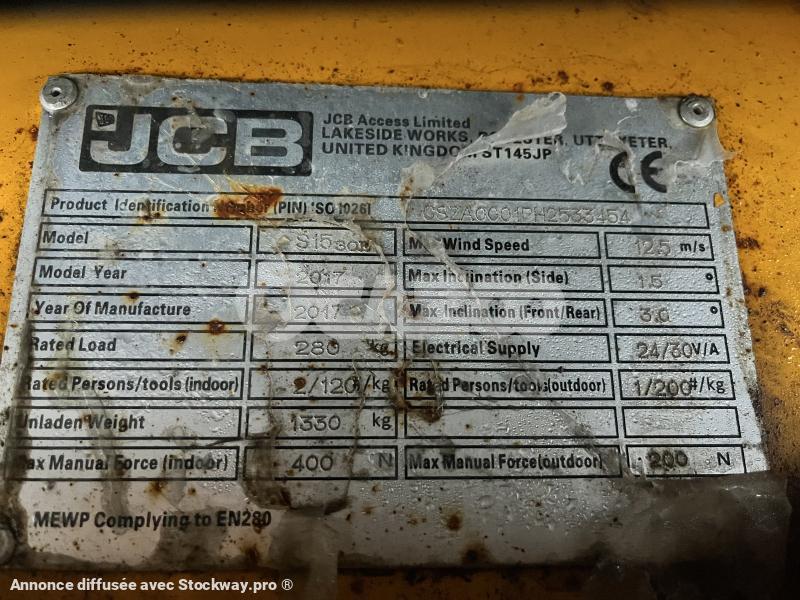 JCB
JCB Access Limited
LAKESIDE WORKS,
UNITED KINGDOM ST145JP
CE
Product Identification Number (PIN) ISO 10261
Model Max Wind Speed 12.5 m/s
Model Year 2017 Max Inclination (Side) 1.5 °
Year Of Manufacture 2017 Max Inclination (Front/Rear) 3.0 °
Rated Load 280 kg Electrical Supply 24/30V/A
Rated Persons/tools (indoor) 2/120 /kg Rated Persons/tools(outdoor) 1/200#/kg
Unladen Weight 1330 kg
Max Manual Force (indoor) 400 N Max Manual Force(outdoor) 200 N
MEWP Complying to EN280
Annonce diffusée avec Stockway.pro ®